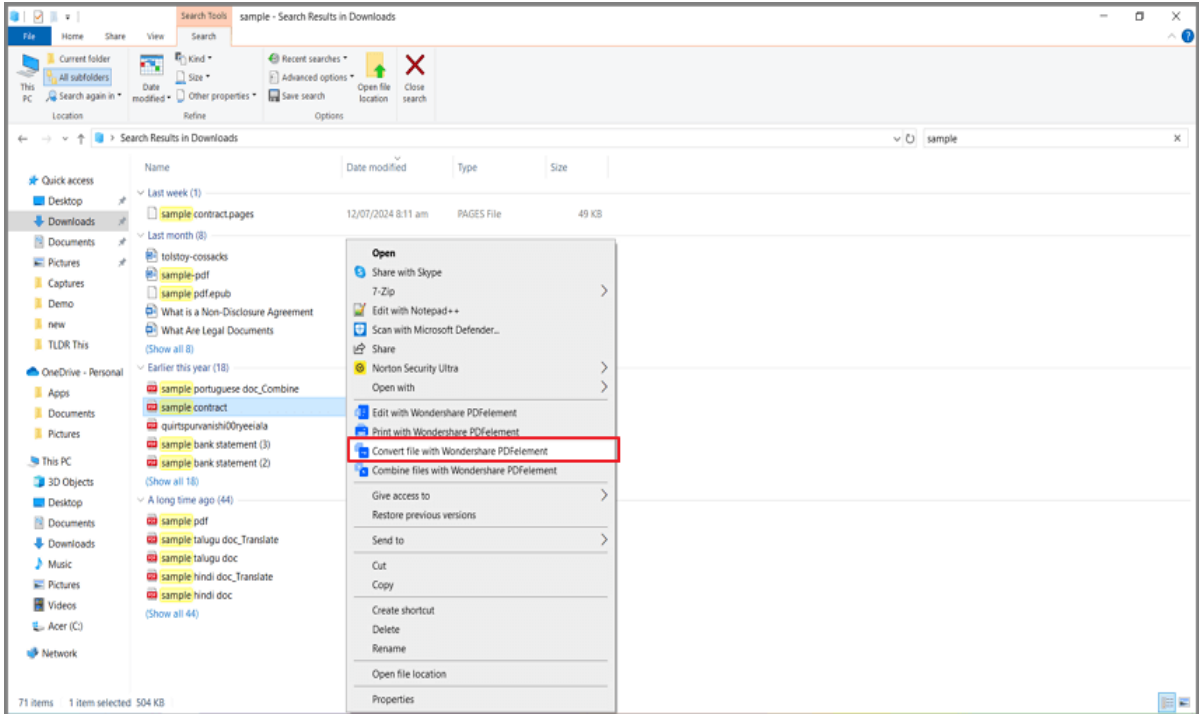 Search Tools
sample - Search Results in Downloads
File Home Share View Search
This PC
Current folder
All subfolders
Search again in
Location
Date modified
Kind
Size
Other properties
Refine
Recent searches
Advanced options
Save search
Open file location
Close search
Options
Search Results in Downloads
sample
Name Date modified Type Size
Quick access
Desktop
Downloads
Documents
Pictures
Captures
Demo
new
TLDR This
OneDrive - Personal
Apps
Documents
Pictures
This PC
3D Objects
Desktop
Documents
Downloads
Music
Pictures
Videos
Acer (C:)
Network
Last week (1)
sample contract.pages 12/07/2024 8:11 am PAGES File 49 KB
Last month (8)
tolstoy-cossacks
sample-pdf
sample pdf.epub
What is a Non-Disclosure Agreement
What Are Legal Documents
(Show all 8)
Earlier this year (18)
sample portuguese doc_Combine
sample contract
quirtspurvanishi00ryeeiala
sample bank statement (3)
sample bank statement (2)
(Show all 18)
A long time ago (44)
sample pdf
sample talugu doc_Translate
sample talugu doc
sample hindi doc_Translate
sample hindi doc
(Show all 44)
Open
Share with Skype
7-Zip
Edit with Notepad++
Scan with Microsoft Defender...
Share
Norton Security Ultra
Open with
Edit with Wondershare PDFelement
Print with Wondershare PDFelement
Convert file with Wondershare PDFelement
Combine files with Wondershare PDFelement
Give access to
Restore previous versions
Send to
Cut
Copy
Create shortcut
Delete
Rename
Open file location
Properties
71 items 1 item selected 504 KB